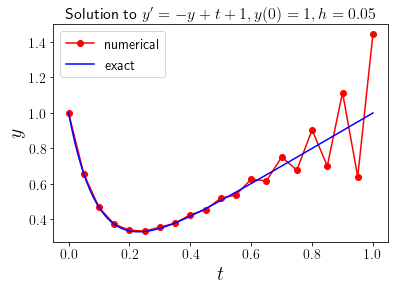 Solution to y′ = −y + t + 1, y(0) = 1, h = 0.05
numerical
exact
1.4
1.2
1.0
0.8
0.6
0.4
y
0.0 0.2 0.4 0.6 0.8 1.0
t